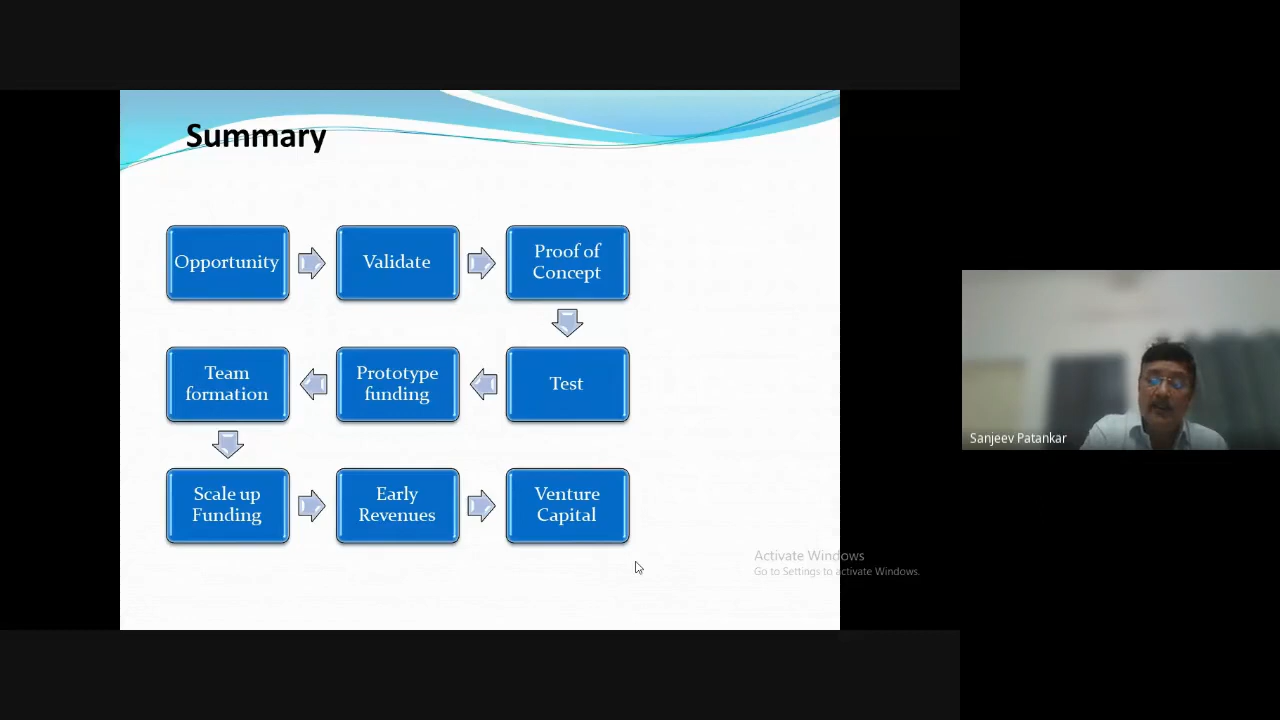 Summary
Opportunity
Validate
Proof of
Concept
Test
Prototype
funding
Team
formation
Scale up
Funding
Early
Revenues
Venture
Capital
Activate Windows
Go to Settings to activate Windows.
Sanjeev Patankar